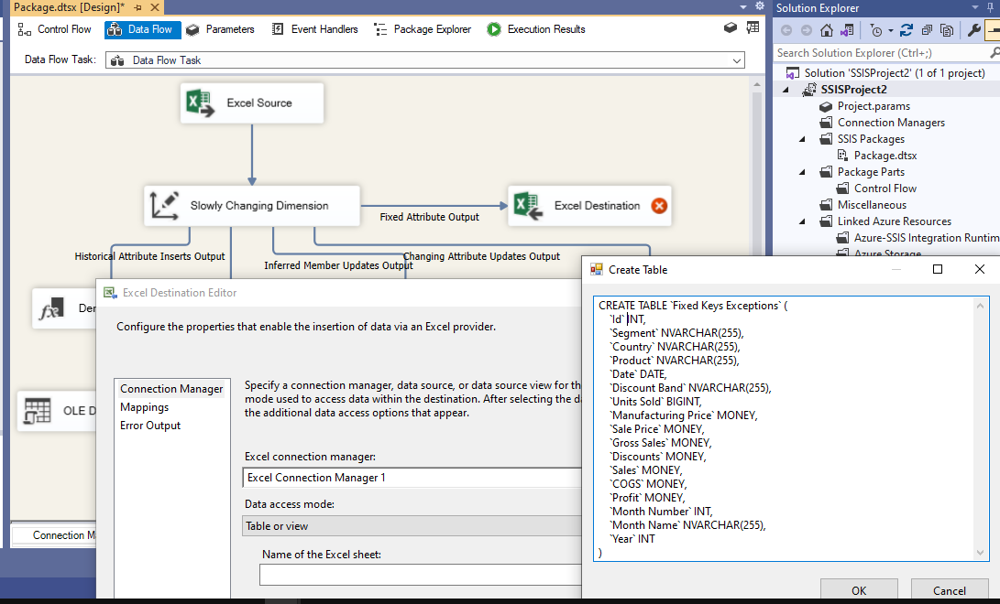 Package.dtsx [Design]*
Control Flow
Data Flow
Parameters
Event Handlers
Package Explorer
Execution Results
Data Flow Task:
Data Flow Task
Excel Source
Slowly Changing Dimension
Fixed Attribute Output
Excel Destination
Historical Attribute Inserts Output
Inferred Member Updates Output
Changing Attribute Updates Output
Der
OLE D
Connection M
Solution Explorer
Search Solution Explorer (Ctrl+;)
Solution 'SSISProject2' (1 of 1 project)
SSISProject2
Project.params
Connection Managers
SSIS Packages
Package.dtsx
Package Parts
Control Flow
Miscellaneous
Linked Azure Resources
Azure-SSIS Integration Runtim
Azure Storage
Excel Destination Editor
Configure the properties that enable the insertion of data via an Excel provider.
Connection Manager
Mappings
Error Output
Specify a connection manager, data source, or data source view for th
mode used to access data within the destination. After selecting the da
the additional data access options that appear.
Excel connection manager:
Excel Connection Manager 1
Data access mode:
Table or view
Name of the Excel sheet:
Create Table
CREATE TABLE `Fixed Keys Exceptions` (
`Id` INT,
`Segment` NVARCHAR(255),
`Country` NVARCHAR(255),
`Product` NVARCHAR(255),
`Date` DATE,
`Discount Band` NVARCHAR(255),
`Units Sold` BIGINT,
`Manufacturing Price` MONEY,
`Sale Price` MONEY,
`Gross Sales` MONEY,
`Discounts` MONEY,
`Sales` MONEY,
`COGS` MONEY,
`Profit` MONEY,
`Month Number` INT,
`Month Name` NVARCHAR(255),
`Year` INT
)
OK
Cancel